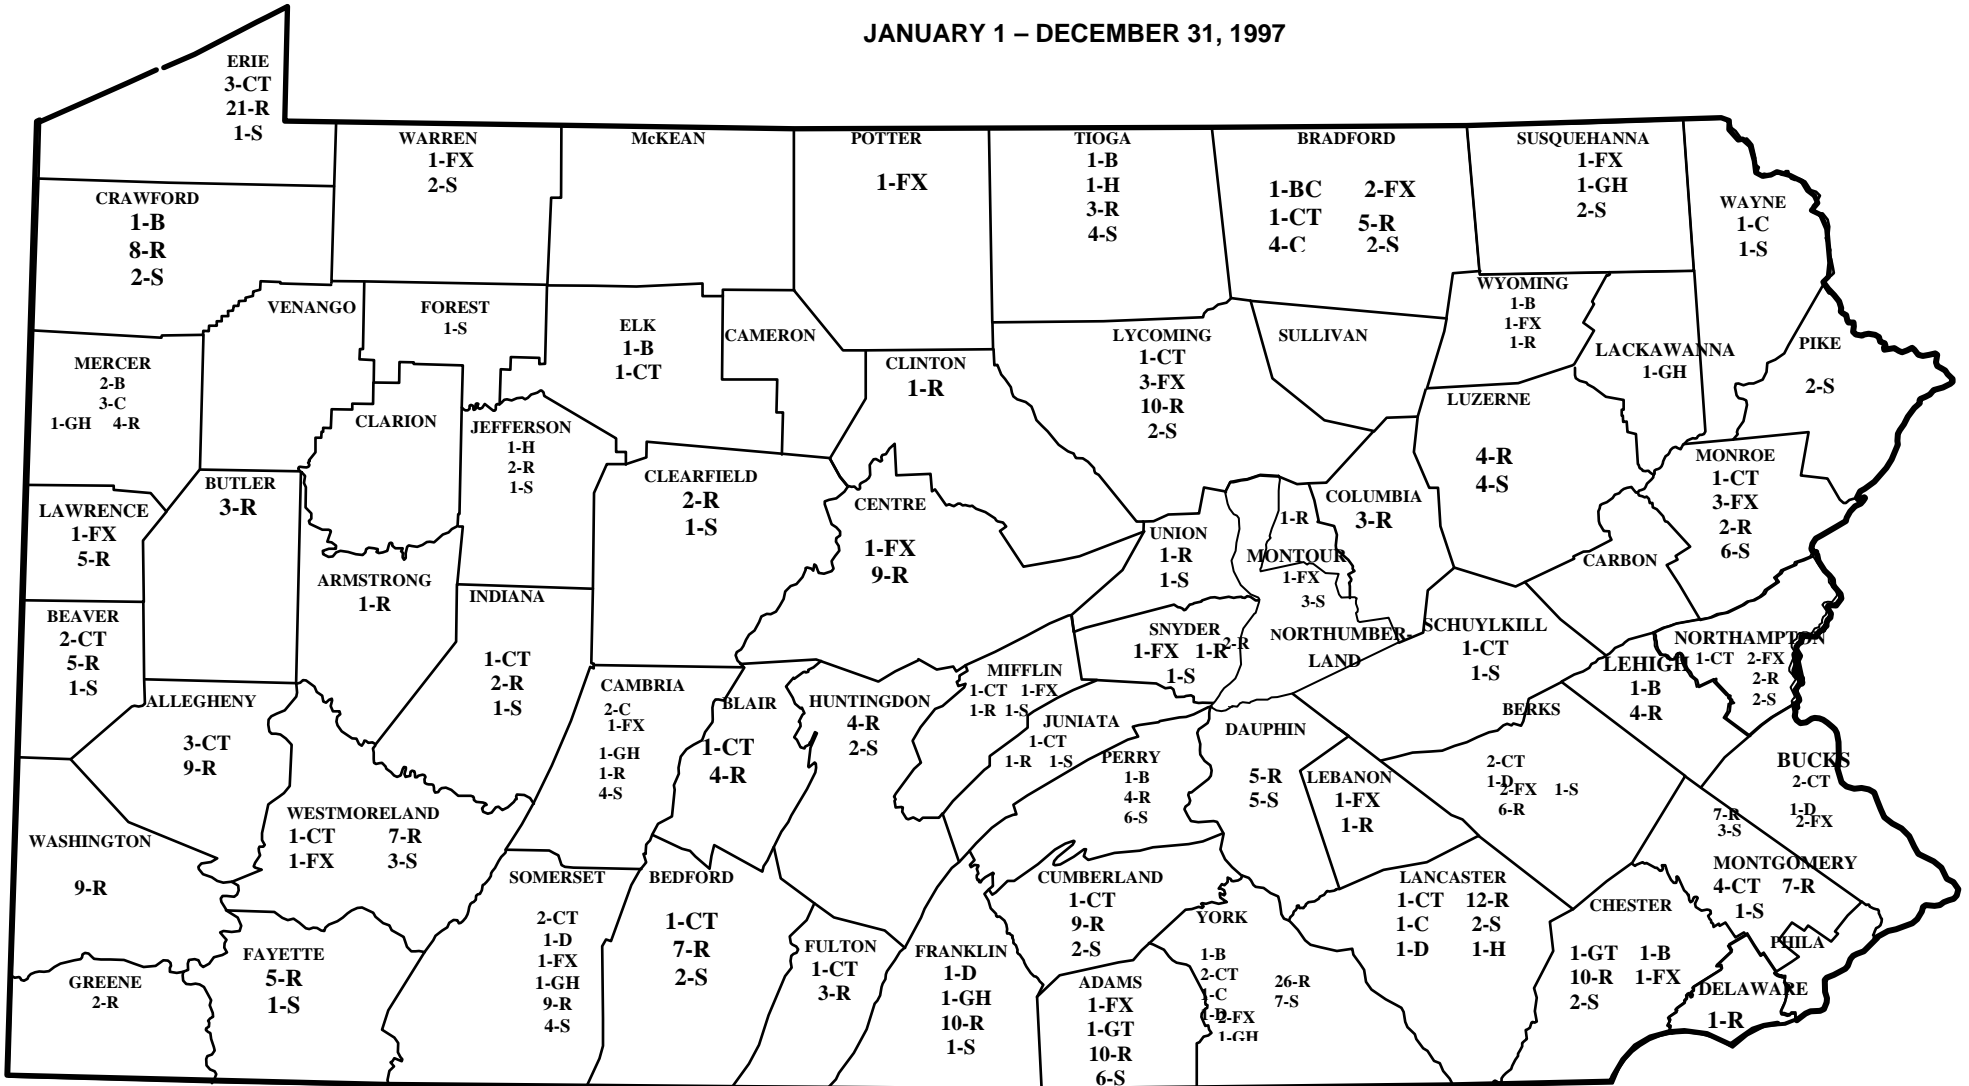 JANUARY 1 – DECEMBER 31, 1997
ERIE
3-CT
21-R
1-S
WARREN
1-FX
2-S
McKEAN
POTTER
1-FX
TIOGA
1-B
1-H
3-R
4-S
BRADFORD
1-BC 2-FX
1-CT 5-R
4-C 2-S
SUSQUEHANNA
1-FX
1-GH
2-S
WAYNE
1-C
1-S
CRAWFORD
1-B
8-R
2-S
VENANGO
FOREST
1-S
ELK
1-B
1-CT
CAMERON
CLINTON
1-R
LYCOMING
1-CT
3-FX
10-R
2-S
SULLIVAN
WYOMING
1-B
1-FX
1-R
LACKAWANNA
1-GH
PIKE
2-S
MERCER
2-B
3-C
1-GH 4-R
CLARION
JEFFERSON
1-H
2-R
1-S
LUZERNE
4-R
4-S
MONROE
1-CT
3-FX
2-R
6-S
LAWRENCE
1-FX
5-R
BUTLER
3-R
CLEARFIELD
2-R
1-S
CENTRE
1-FX
9-R
COLUMBIA
3-R
UNION
1-R
1-S
1-R
MONTOUR
1-FX
3-S
NORTHUMBER-
LAND
2-R
CARBON
ARMSTRONG
1-R
INDIANA
1-CT
2-R
1-S
BEAVER
2-CT
5-R
1-S
SNYDER
1-FX 1-R
1-S
SCHUYLKILL
1-CT
1-S
NORTHAMPTON
1-CT 2-FX
2-R
2-S
LEHIGH
1-B
4-R
ALLEGHENY
3-CT
9-R
CAMBRIA
2-C
1-FX
1-GH
1-R
4-S
BLAIR
1-CT
4-R
HUNTINGDON
4-R
2-S
MIFFLIN
1-CT 1-FX
1-R 1-S
JUNIATA
1-CT
1-R 1-S
PERRY
1-B
4-R
6-S
DAUPHIN
5-R
5-S
LEBANON
1-FX
1-R
BERKS
2-CT
1-D
2-FX 1-S
6-R
BUCKS
2-CT
1-D
2-FX
7-R
3-S
WESTMORELAND
1-CT 7-R
1-FX 3-S
WASHINGTON
9-R
MONTGOMERY
4-CT 7-R
1-S
SOMERSET
2-CT
1-D
1-FX
1-GH
9-R
4-S
BEDFORD
1-CT
7-R
2-S
CUMBERLAND
1-CT
9-R
2-S
LANCASTER
1-CT 12-R
1-C 2-S
1-D 1-H
CHESTER
1-GT 1-B
10-R 1-FX
2-S
PHILA
DELAWARE
1-R
YORK
1-B
2-CT
1-C
1-D
2-FX
1-GH
26-R
7-S
GREENE
2-R
FAYETTE
5-R
1-S
FULTON
1-CT
3-R
FRANKLIN
1-D
1-GH
10-R
1-S
ADAMS
1-FX
1-GT
10-R
6-S